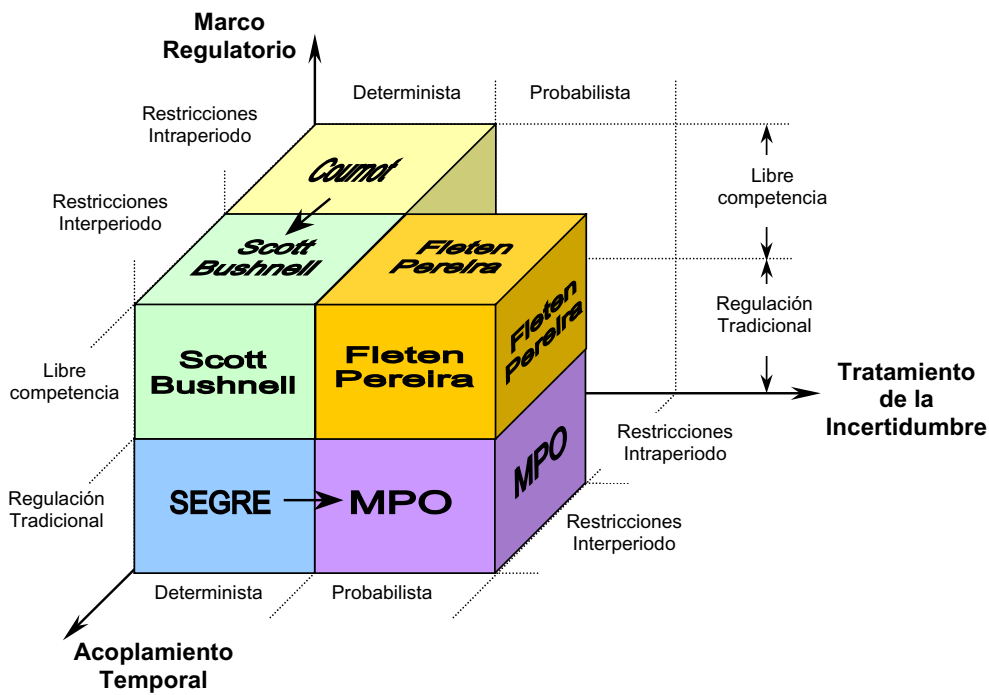 Marco
Regulatorio
Determinista
Probabilista
Restricciones
Intraperiodo
Cournot
Libre
competencia
Restricciones
Interperiodo
Scott
Bushnell
Fleten
Pereira
Regulación
Tradicional
Fleten
Pereira
Scott
Bushnell
Fleten
Pereira
Libre
competencia
Tratamiento
de la
Incertidumbre
Restricciones
Intraperiodo
MPO
SEGRE
MPO
Regulación
Tradicional
Restricciones
Interperiodo
Determinista
Probabilista
Acoplamiento
Temporal